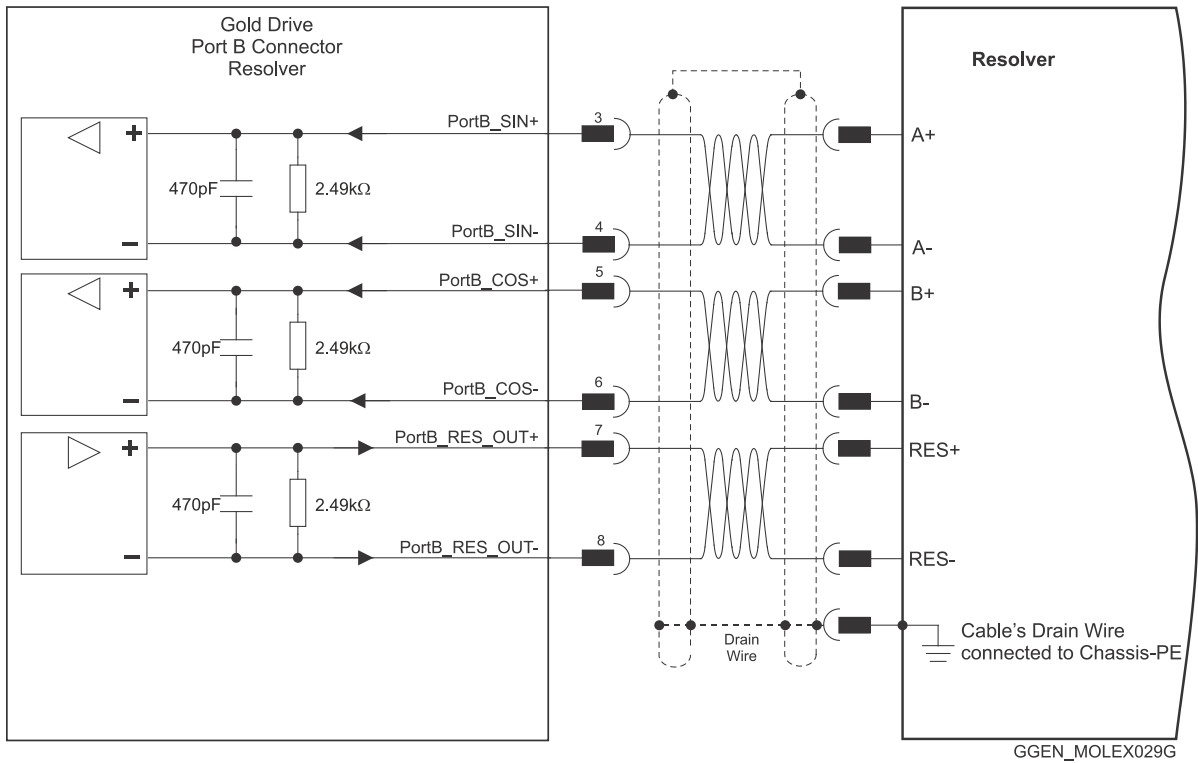 Gold Drive
Port B Connector
Resolver
Resolver
PortB_SIN+
3
A+
+
470pF
2.49kΩ
PortB_SIN-
4
A-
−
PortB_COS+
5
B+
+
470pF
2.49kΩ
PortB_COS-
6
B-
−
PortB_RES_OUT+
7
RES+
+
470pF
2.49kΩ
PortB_RES_OUT-
8
RES-
−
Drain
Wire
Cable's Drain Wire
connected to Chassis-PE
GGEN_MOLEX029G